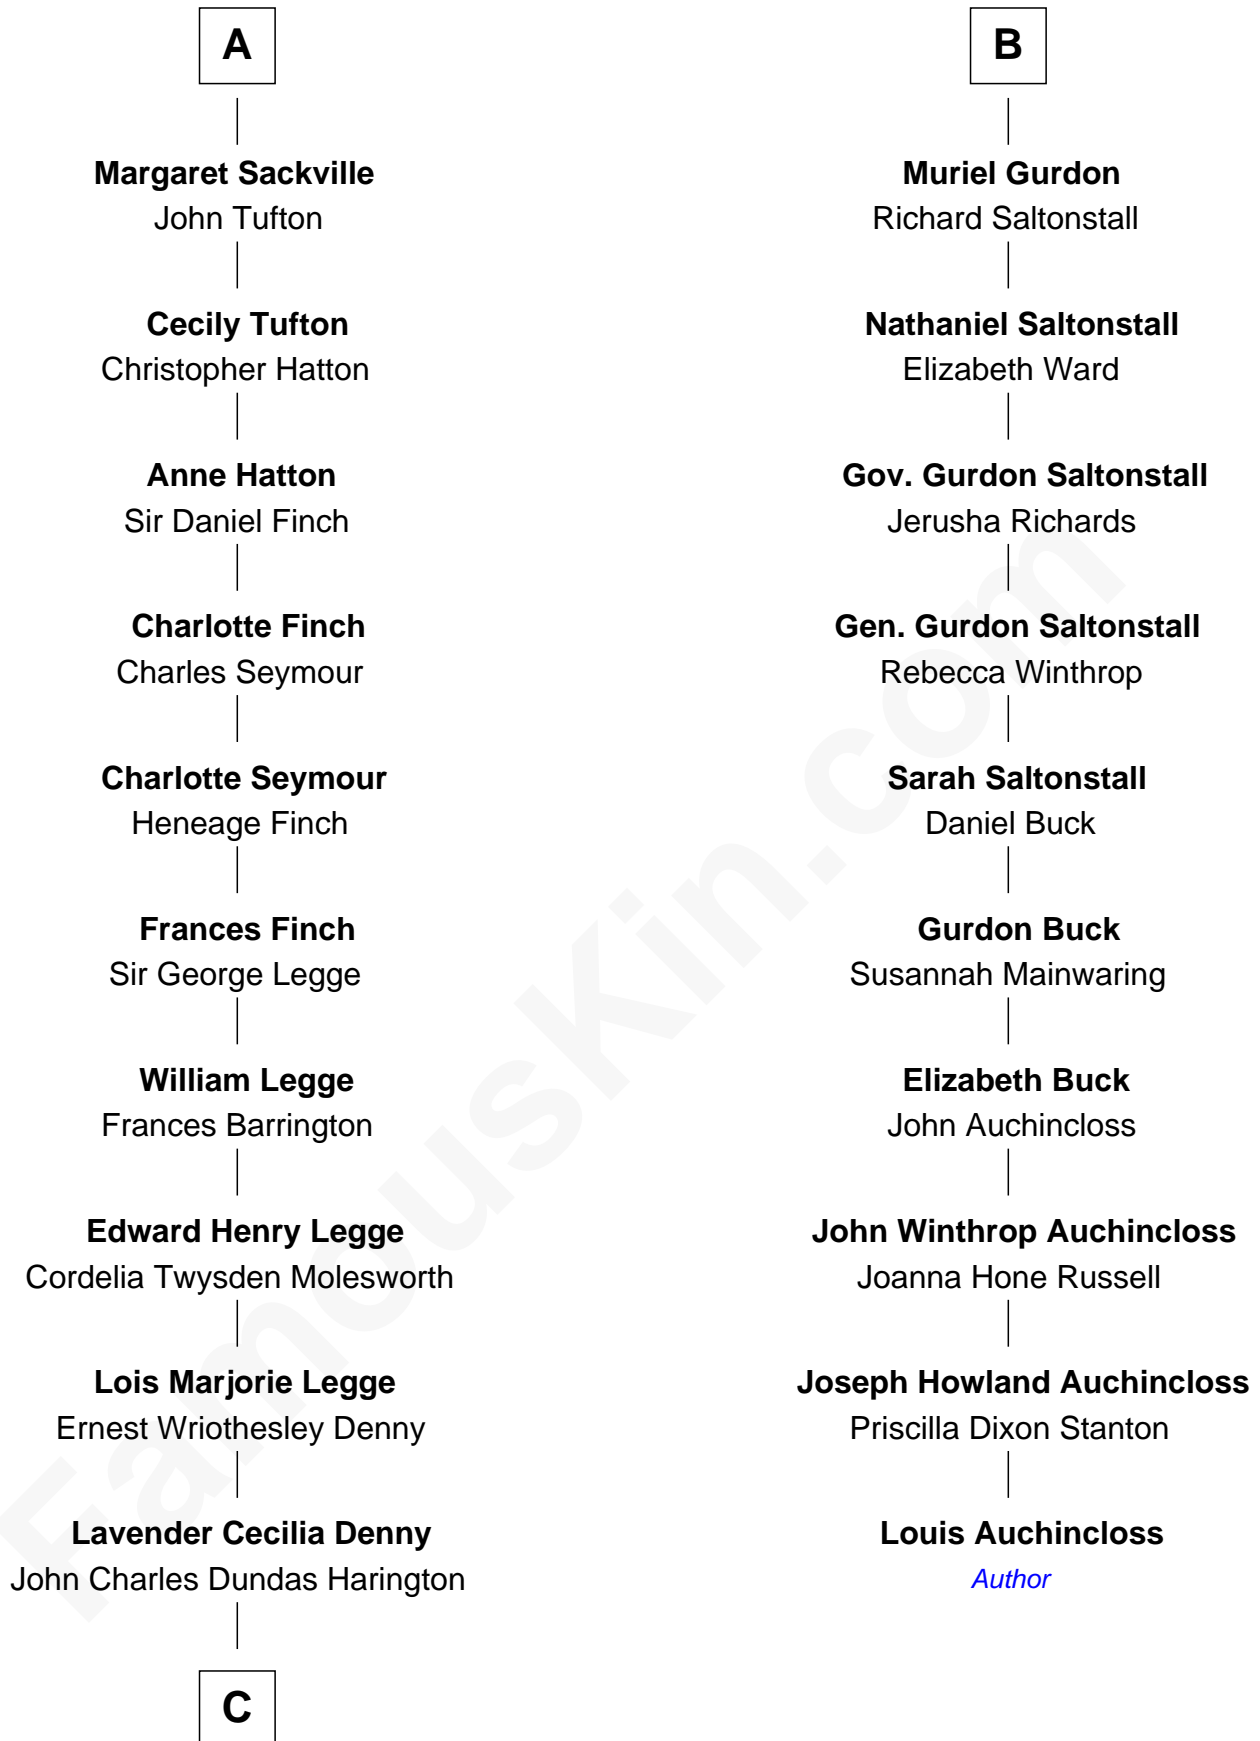 A
Margaret Sackville
John Tufton
Cecily Tufton
Christopher Hatton
Anne Hatton
Sir Daniel Finch
Charlotte Finch
Charles Seymour
Charlotte Seymour
Heneage Finch
Frances Finch
Sir George Legge
William Legge
Frances Barrington
Edward Henry Legge
Cordelia Twysden Molesworth
Lois Marjorie Legge
Ernest Wriothesley Denny
Lavender Cecilia Denny
John Charles Dundas Harington
C
B
Muriel Gurdon
Richard Saltonstall
Nathaniel Saltonstall
Elizabeth Ward
Gov. Gurdon Saltonstall
Jerusha Richards
Gen. Gurdon Saltonstall
Rebecca Winthrop
Sarah Saltonstall
Daniel Buck
Gurdon Buck
Susannah Mainwaring
Elizabeth Buck
John Auchincloss
John Winthrop Auchincloss
Joanna Hone Russell
Joseph Howland Auchincloss
Priscilla Dixon Stanton
Louis Auchincloss
Author
FamousKin.com